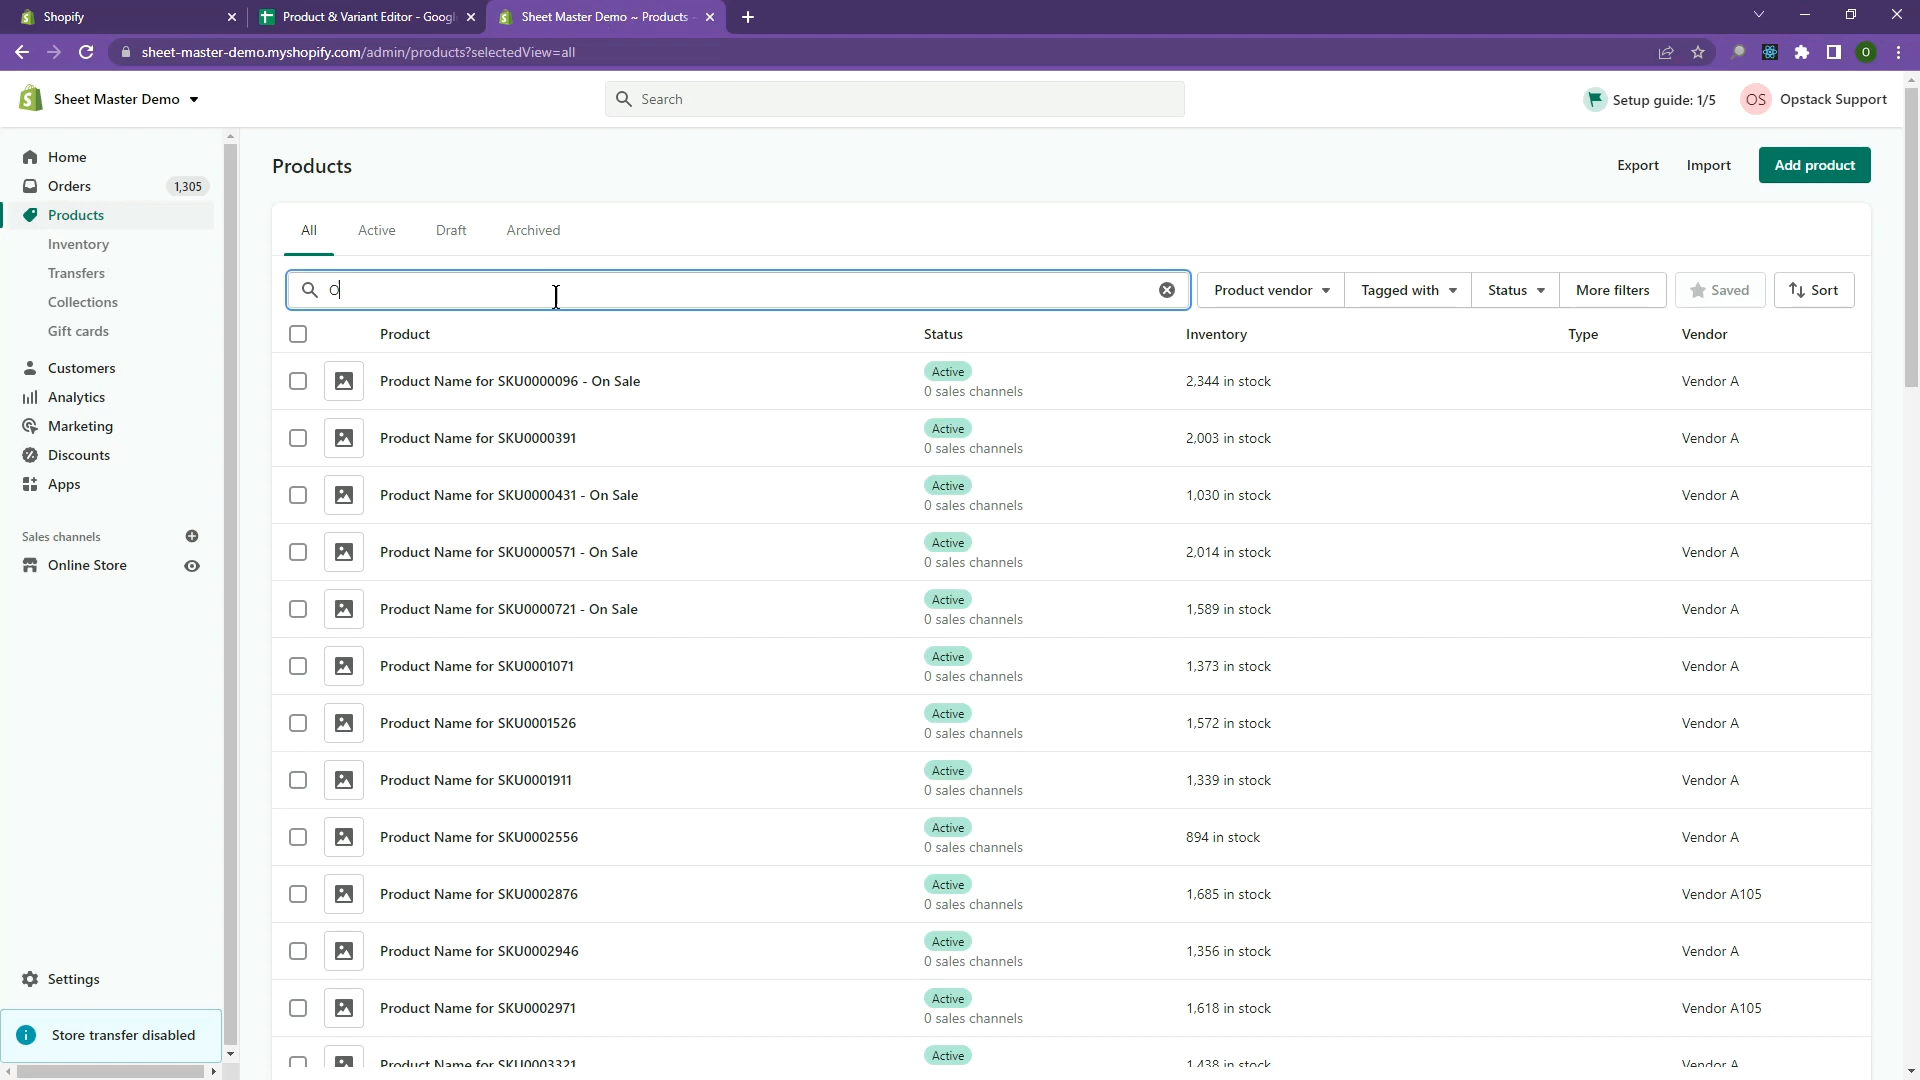 Shopify
Product & Variant Editor - Googl
Sheet Master Demo ~ Products -
sheet-master-demo.myshopify.com/admin/products?selectedView=all
O
Sheet Master Demo
Search
Setup guide: 1/5
OS
Opstack Support
Home
Orders
1,305
Products
Inventory
Transfers
Collections
Gift cards
Customers
Analytics
Marketing
Discounts
Apps
Sales channels
Online Store
Settings
Store transfer disabled
Products
Export
Import
Add product
All
Active
Draft
Archived
O
Product vendor
Tagged with
Status
More filters
Saved
Sort
Product
Status
Inventory
Type
Vendor
Product Name for SKU0000096 - On Sale
Active
0 sales channels
2,344 in stock
Vendor A
Product Name for SKU0000391
Active
0 sales channels
2,003 in stock
Vendor A
Product Name for SKU0000431 - On Sale
Active
0 sales channels
1,030 in stock
Vendor A
Product Name for SKU0000571 - On Sale
Active
0 sales channels
2,014 in stock
Vendor A
Product Name for SKU0000721 - On Sale
Active
0 sales channels
1,589 in stock
Vendor A
Product Name for SKU0001071
Active
0 sales channels
1,373 in stock
Vendor A
Product Name for SKU0001526
Active
0 sales channels
1,572 in stock
Vendor A
Product Name for SKU0001911
Active
0 sales channels
1,339 in stock
Vendor A
Product Name for SKU0002556
Active
0 sales channels
894 in stock
Vendor A
Product Name for SKU0002876
Active
0 sales channels
1,685 in stock
Vendor A105
Product Name for SKU0002946
Active
0 sales channels
1,356 in stock
Vendor A
Product Name for SKU0002971
Active
0 sales channels
1,618 in stock
Vendor A105
Product Name for SKU0003321
Active
1,438 in stock
Vendor A